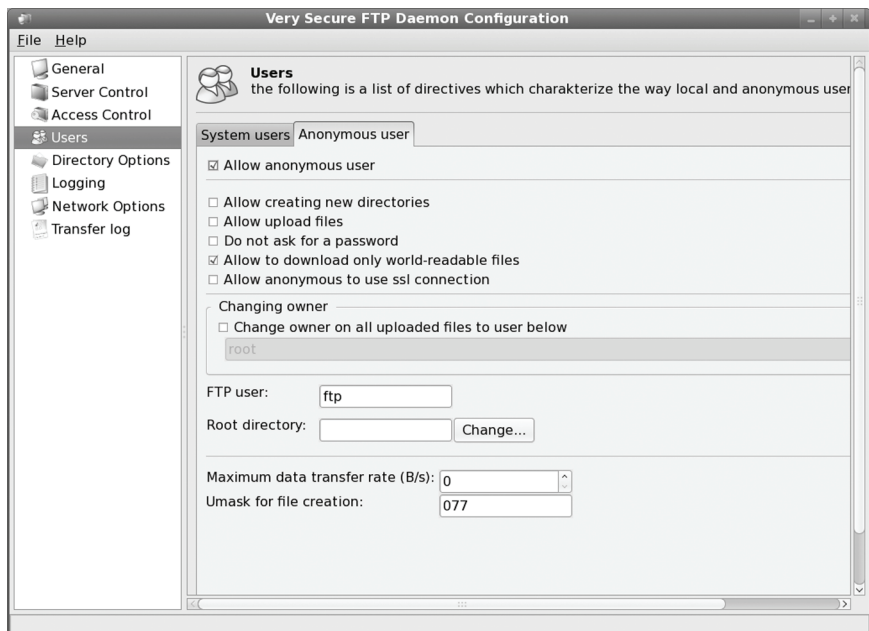 Very Secure FTP Daemon Configuration
File Help
General
Server Control
Access Control
Users
Directory Options
Logging
Network Options
Transfer log
Users
the following is a list of directives which charakterize the way local and anonymous user
System users Anonymous user
Allow anonymous user
Allow creating new directories
Allow upload files
Do not ask for a password
Allow to download only world-readable files
Allow anonymous to use ssl connection
Changing owner
Change owner on all uploaded files to user below
root
FTP user: ftp
Root directory: Change...
Maximum data transfer rate (B/s): 0
Umask for file creation: 077